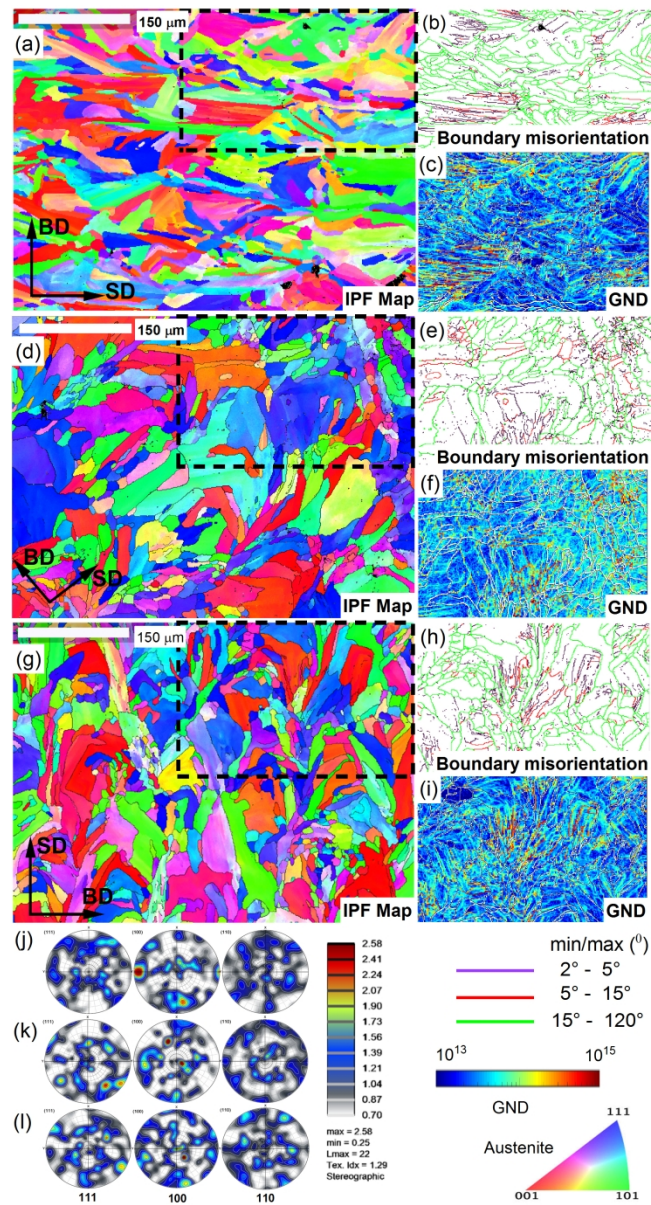 150 μm
(a)
BD
SD
IPF Map
(b)
Boundary misorientation
(c)
GND
150 μm
(d)
BD
SD
IPF Map
(e)
Boundary misorientation
(f)
GND
150 μm
(g)
SD
BD
IPF Map
(h)
Boundary misorientation
(i)
GND
(j)
(111)
(100)
(110)
(k)
(111)
(100)
(110)
(l)
(111)
(100)
(110)
111 100 110
2.58
2.41
2.24
2.07
1.90
1.73
1.56
1.39
1.21
1.04
0.87
0.70
max = 2.58
min = 0.25
Lmax = 22
Tex. Idx = 1.29
Stereographic
min/max (⁰)
2° - 5°
5° - 15°
15° - 120°
10¹³ 10¹⁵
GND
Austenite
111
001
101